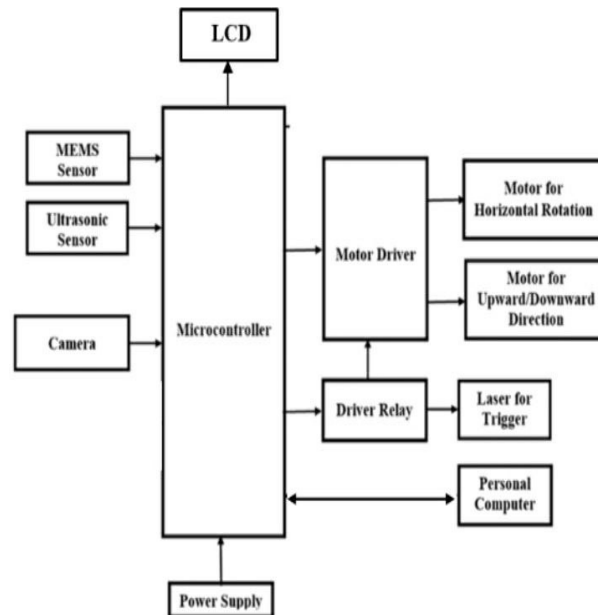 LCD
MEMS
Sensor
Ultrasonic
Sensor
Camera
Microcontroller
Motor Driver
Motor for
Horizontal Rotation
Motor for
Upward/Downward
Direction
Driver Relay
Laser for
Trigger
Personal
Computer
Power Supply